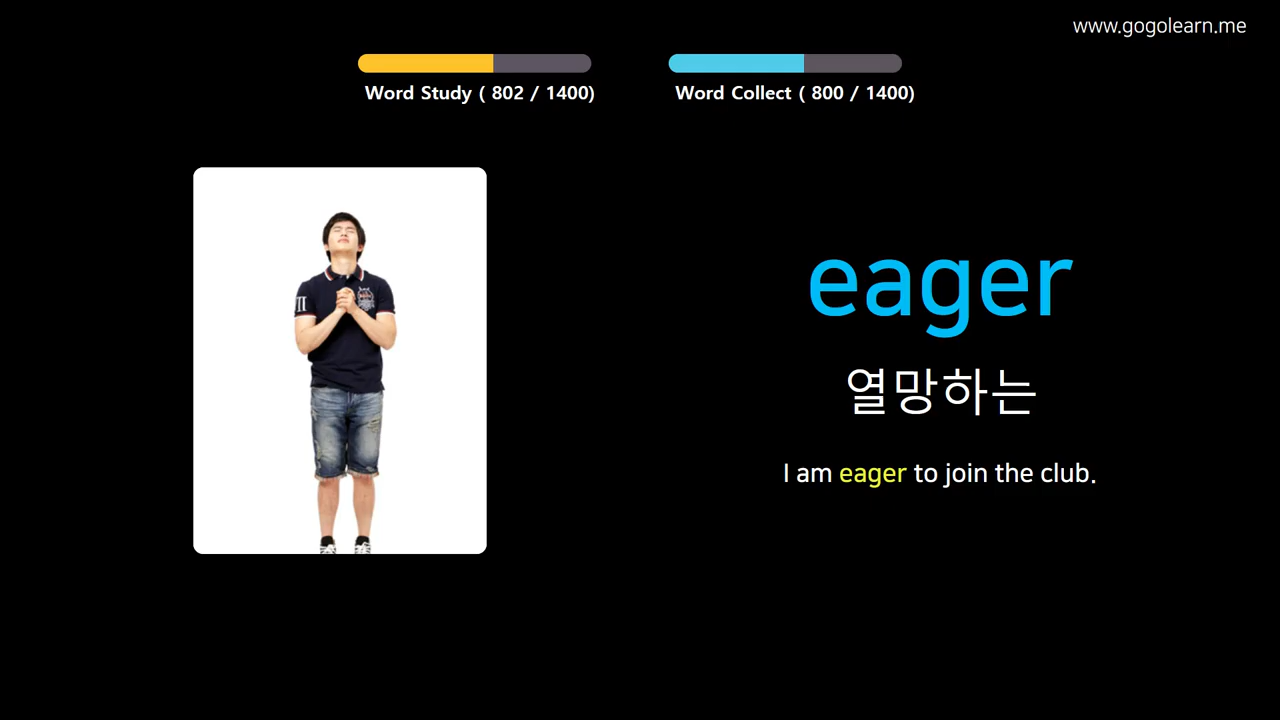 www.gogolearn.me
Word Study ( 802 / 1400)
Word Collect ( 800 / 1400)
eager
열망하는
I am eager to join the club.